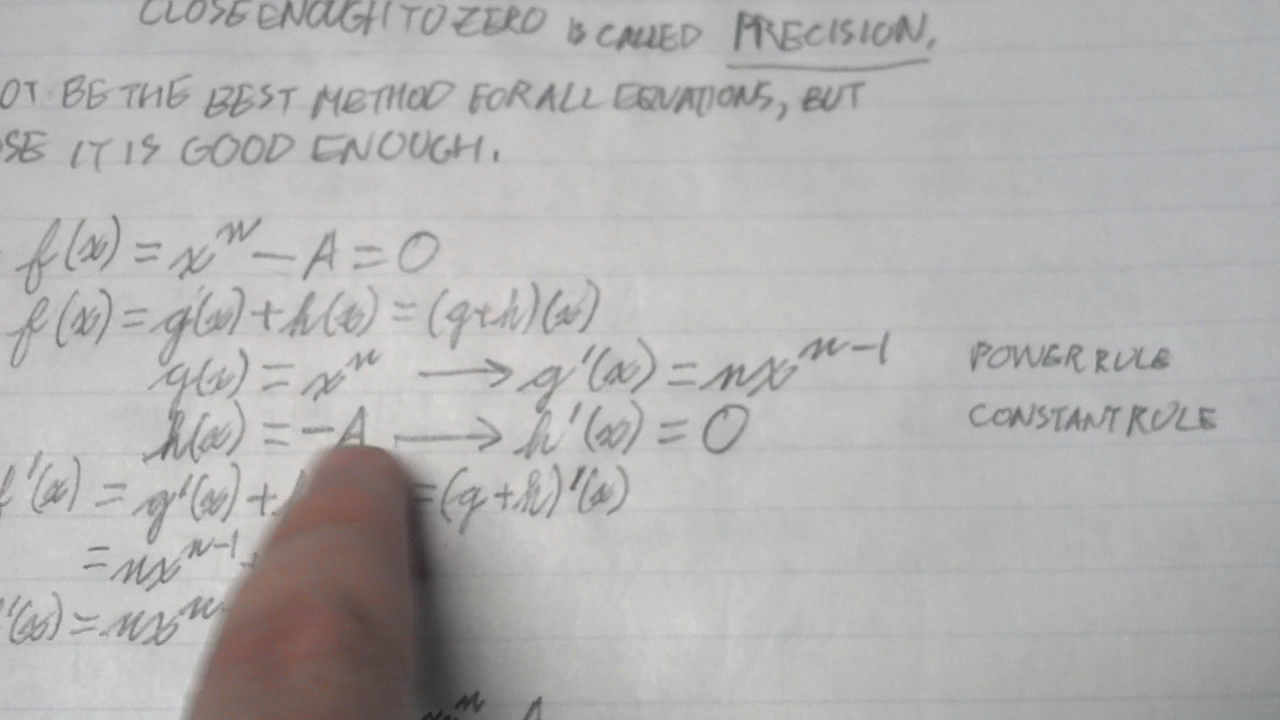 CLOSE ENOUGH TO ZERO IS CALLED PRECISION,
OT BE THE BEST METHOD FOR ALL EQUATIONS, BUT
SE IT IS GOOD ENOUGH.
f(x) = x^n - A = 0
f(x) = g(x) + h(x) = (g+h)(x)
g(x) = x^n → g'(x) = nx^{n-1} POWER RULE
h(x) = -A → h'(x) = 0 CONSTANT RULE
f'(x) = g'(x) + = (g+h)'(x)
= nx^{n-1} +
'(x) = nx^n